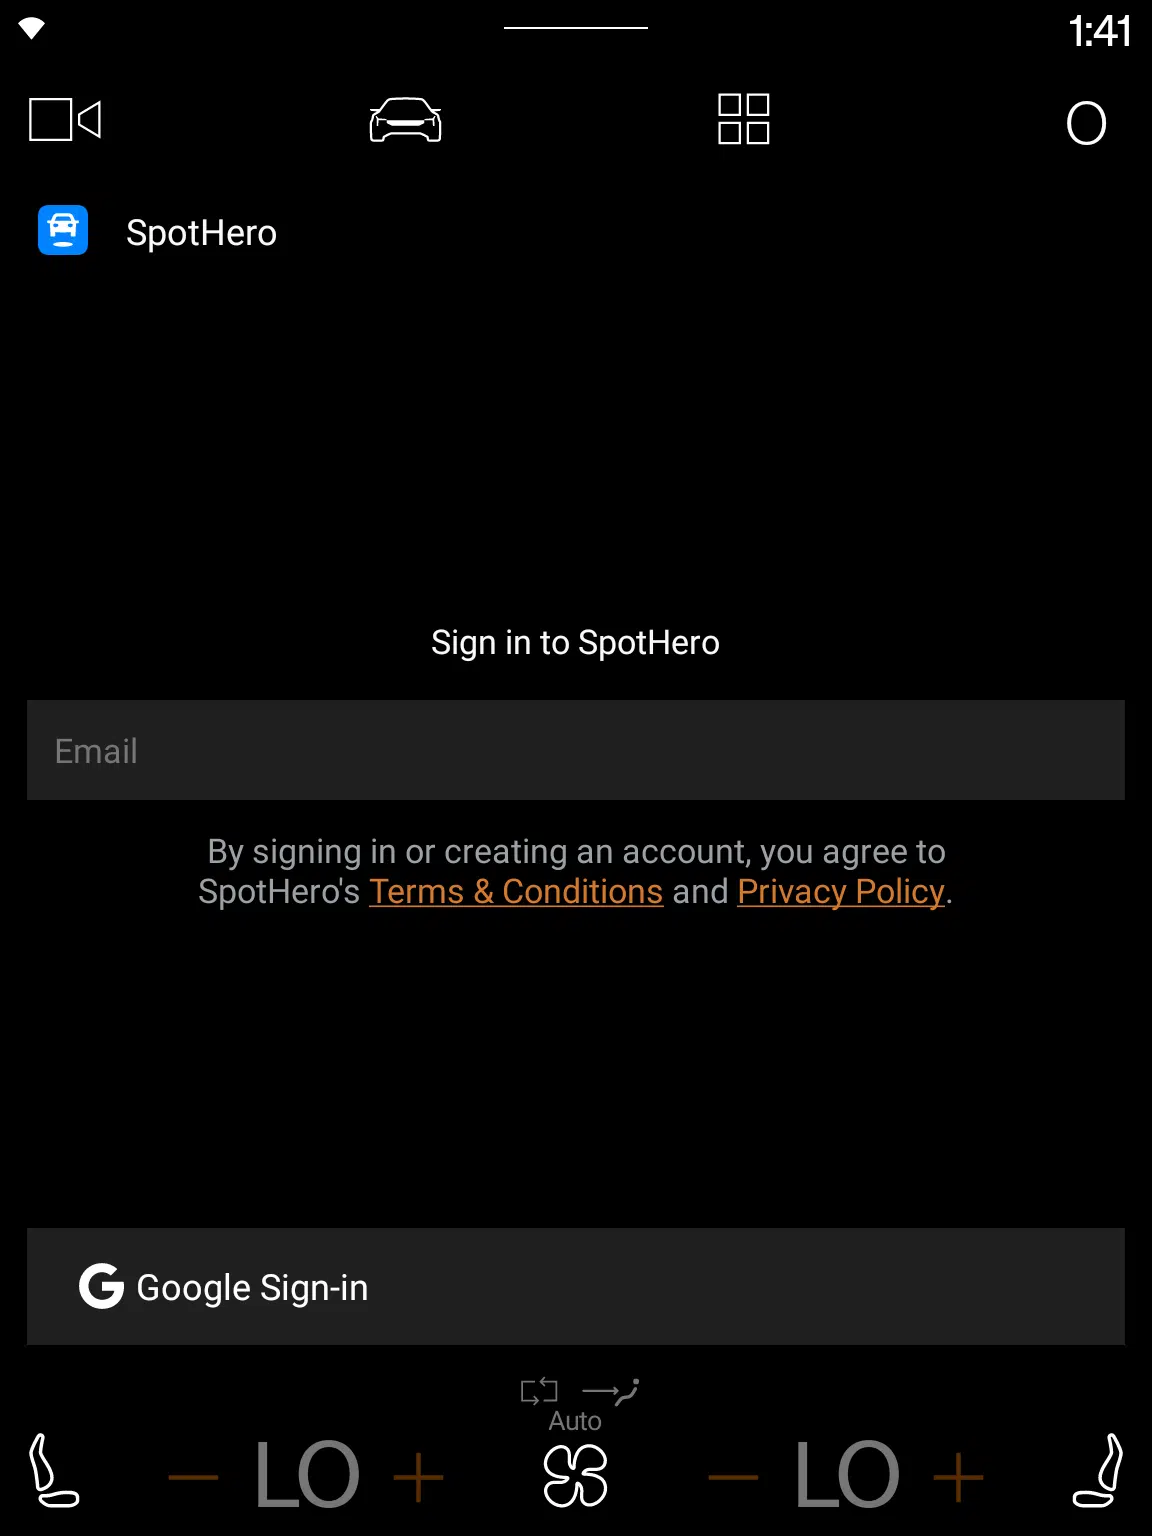 1:41
SpotHero
Sign in to SpotHero
Email
By signing in or creating an account, you agree to
SpotHero's Terms & Conditions and Privacy Policy.
Google Sign-in
Auto
LO
LO